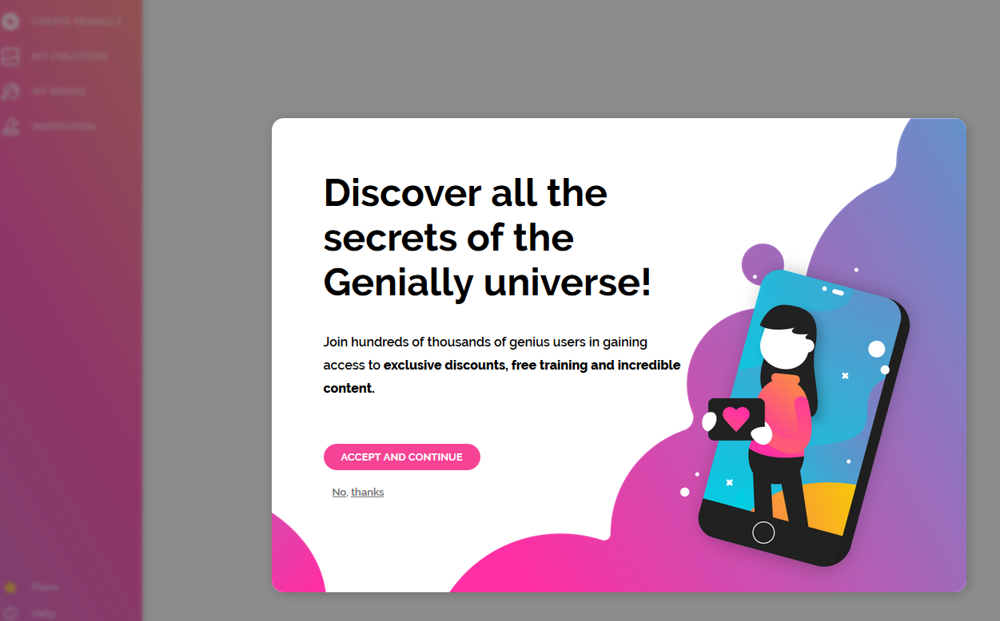 CREATE GENIALLY
MY CREATIONS
MY BRAND
INSPIRATION
Discover all the
secrets of the
Genially universe!
Join hundreds of thousands of genius users in gaining
access to exclusive discounts, free training and incredible
content.
ACCEPT AND CONTINUE
No, thanks
Plans
Help